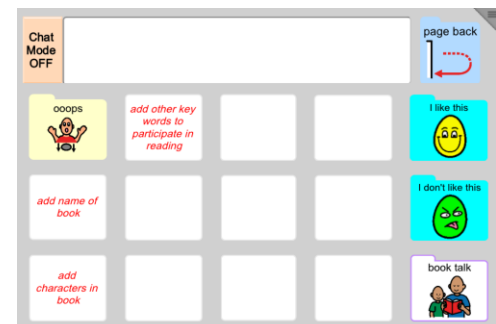 Chat
Mode
OFF
page back
ooops
add other key
words to
participate in
reading
I like this
add name of
book
I don't like this
add
characters in
book
book talk